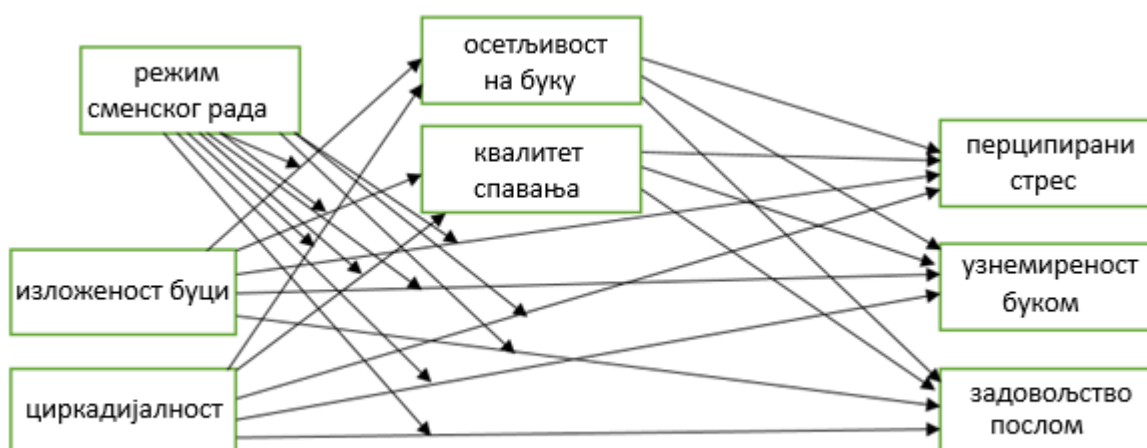 режим
сменског рада
осетљивост
на буку
квалитет
спавања
перципирани
стрес
изложеност буци
узнемиреност
буком
циркадијалност
задовољство
послом